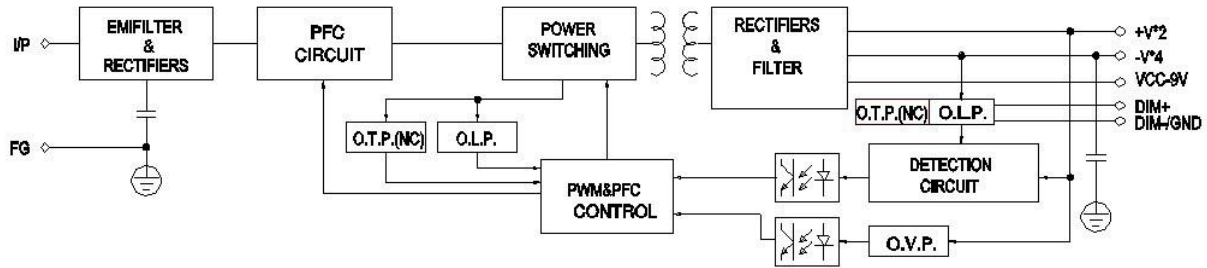 I/P
EMIFILTER
&
RECTIFIERS
PFC
CIRCUIT
POWER
SWITCHING
RECTIFIERS
&
FILTER
+V*2
-V*4
VCC-9V
DIM+
DIM-/GND
O.T.P.(NC)
O.L.P.
FG
O.T.P.(NC)
O.L.P.
PWM&PFC
CONTROL
DETECTION
CIRCUIT
O.V.P.